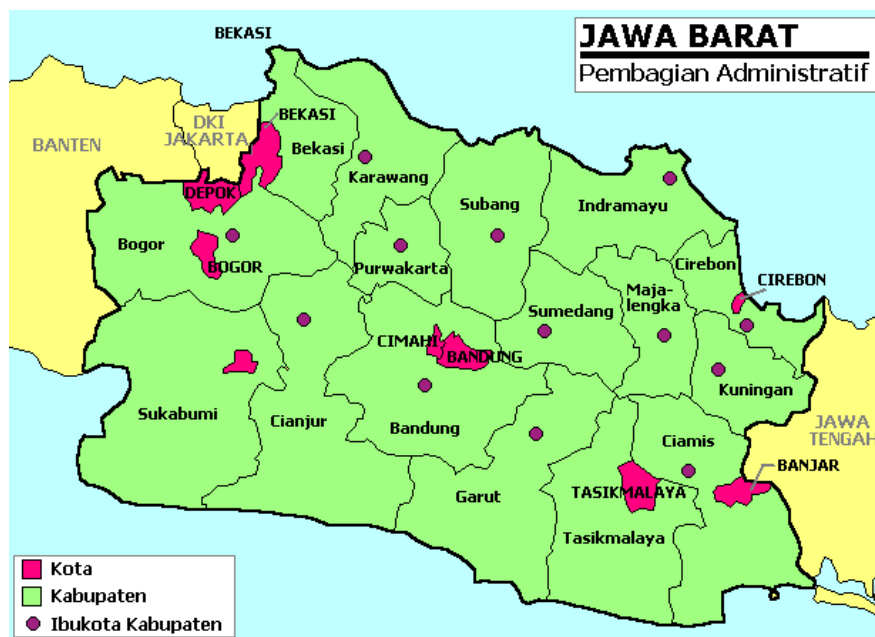 BEKASI
JAWA BARAT
Pembagian Administratif
DKI
JAKARTA
BEKASI
BANTEN
Bekasi
Karawang
DEPOK
Subang
Indramayu
Bogor
BOGOR
Purwakarta
Cirebon
CIREBON
Maja-
lengka
Sumedang
CIMAHI
BANDUNG
Kuningan
Sukabumi
Cianjur
Bandung
Ciamis
JAWA
TENGAH
BANJAR
Garut
TASIKMALAYA
Tasikmalaya
Kota
Kabupaten
Ibukota Kabupaten